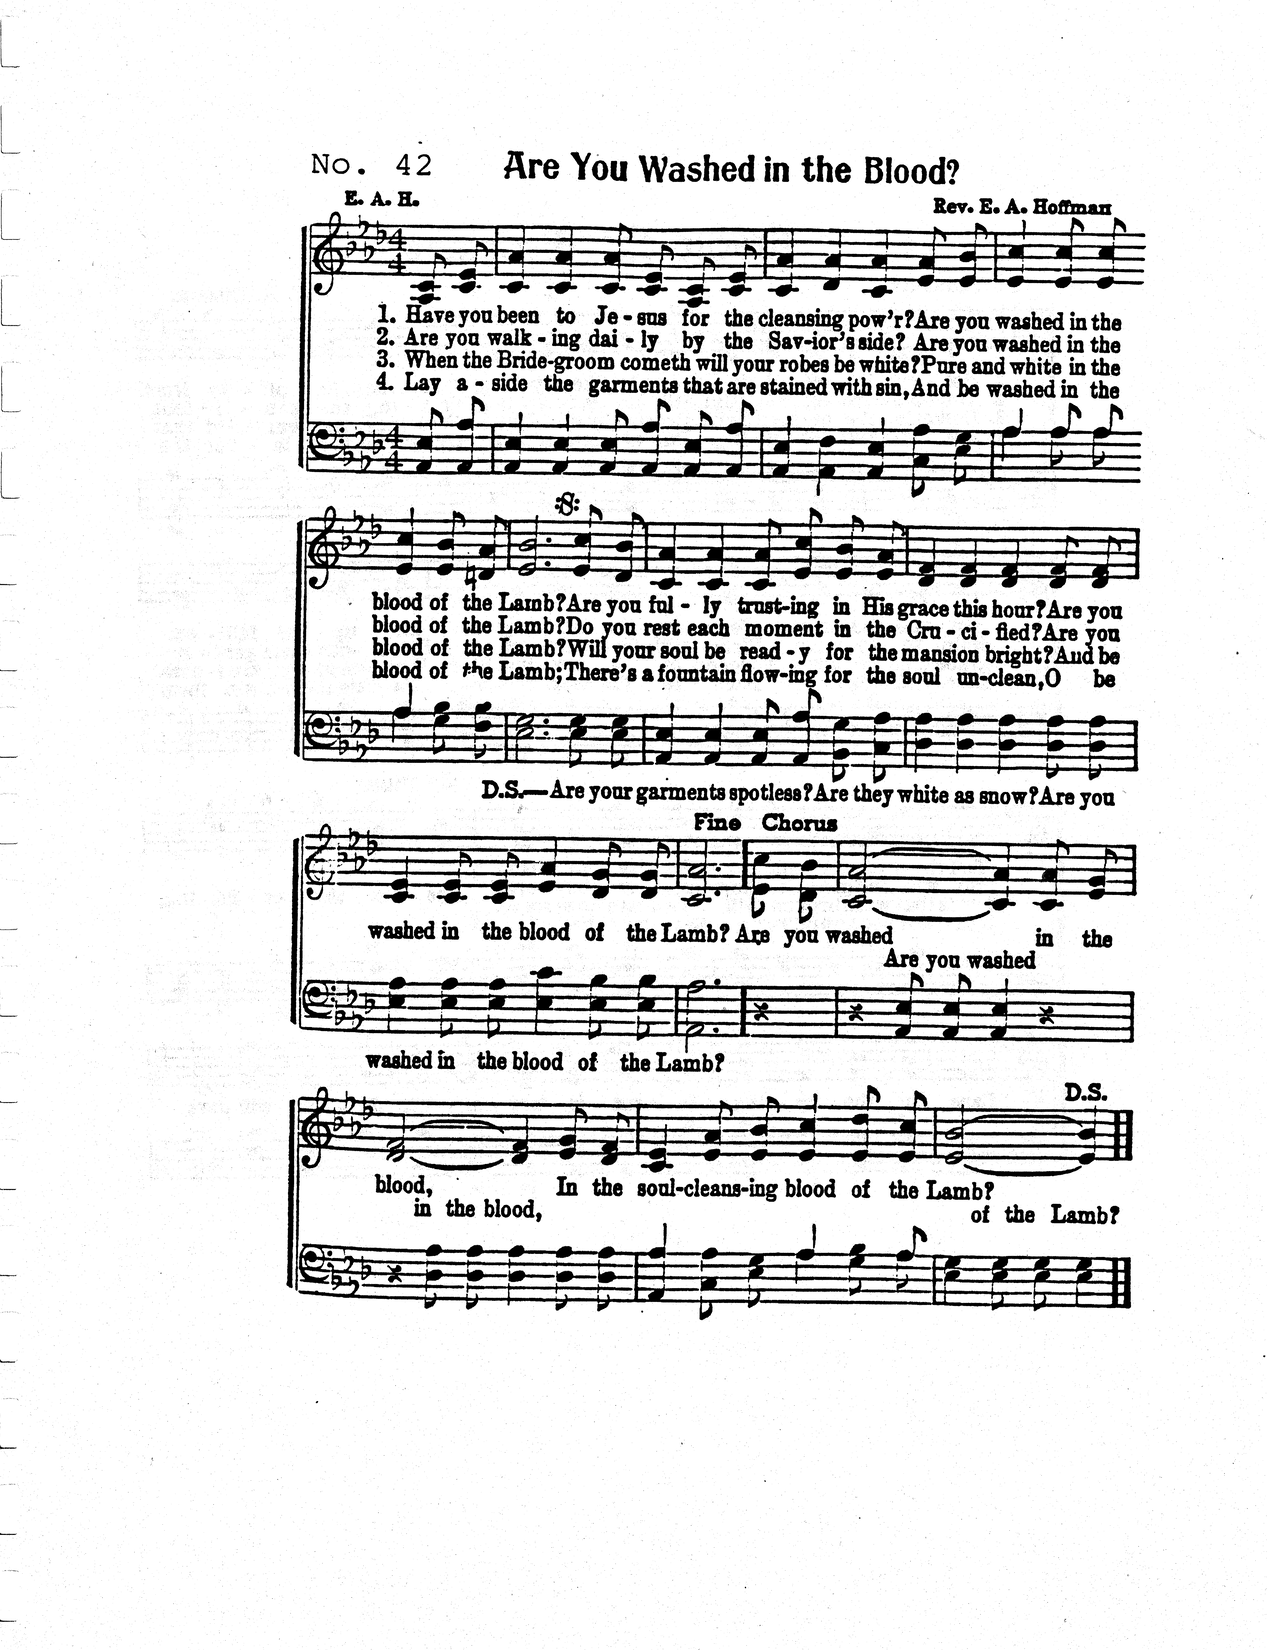 No. 42 Are You Washed in the Blood?
E. A. H. Rev. E. A. Hoffman
1. Have you been to Je - sus for the cleansing pow'r? Are you washed in the
2. Are you walk - ing dai - ly by the Sav-ior's side? Are you washed in the
3. When the Bride-groom cometh will your robes be white? Pure and white in the
4. Lay a - side the garments that are stained with sin, And be washed in the
blood of the Lamb? Are you ful - ly trust-ing in His grace this hour? Are you
blood of the Lamb? Do you rest each moment in the Cru - ci - fied? Are you
blood of the Lamb? Will your soul be read - y for the mansion bright? And be
blood of the Lamb; There's a fountain flow-ing for the soul un-clean, O be
D.S.—Are your garments spotless? Are they white as snow? Are you
Fine Chorus
washed in the blood of the Lamb? Are you washed in the
Are you washed
washed in the blood of the Lamb?
D.S.
blood, In the soul-cleans-ing blood of the Lamb?
in the blood, of the Lamb?